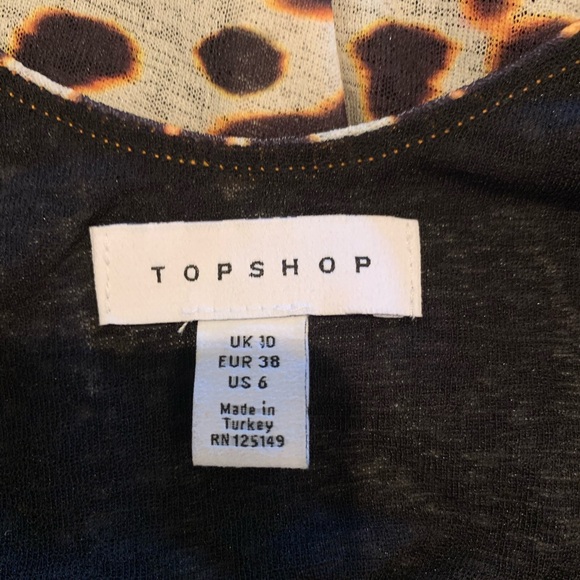 TOPSHOP
UK 10
EUR 38
US 6
Made in
Turkey
RN125149